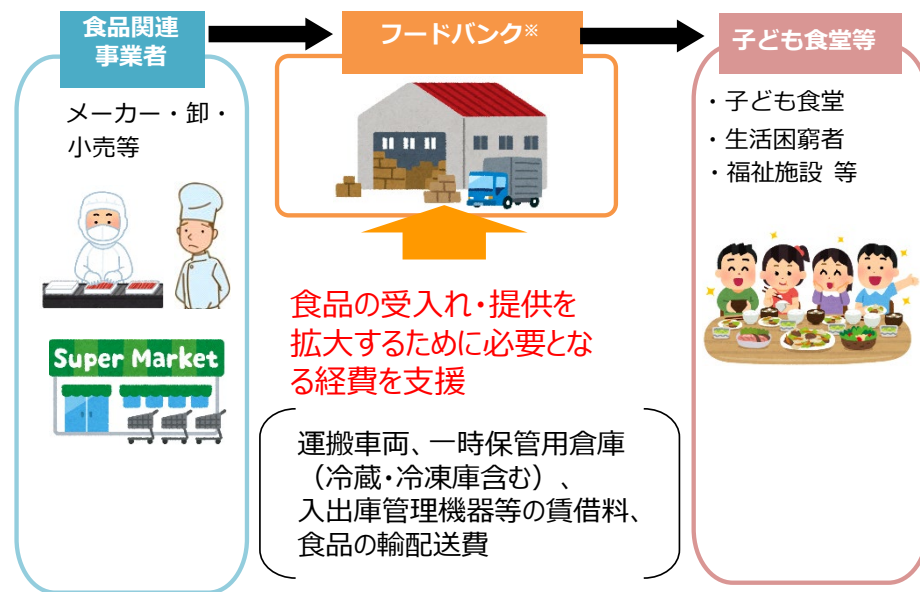 食品関連
事業者
フードバンク※
子ども食堂等
メーカー・卸・
小売等
Super Market
食品の受入れ・提供を
拡大するために必要とな
る経費を支援
運搬車両、一時保管用倉庫
（冷蔵・冷凍庫含む）、
入出庫管理機器等の賃借料、
食品の輸配送費
・子ども食堂
・生活困窮者
・福祉施設 等